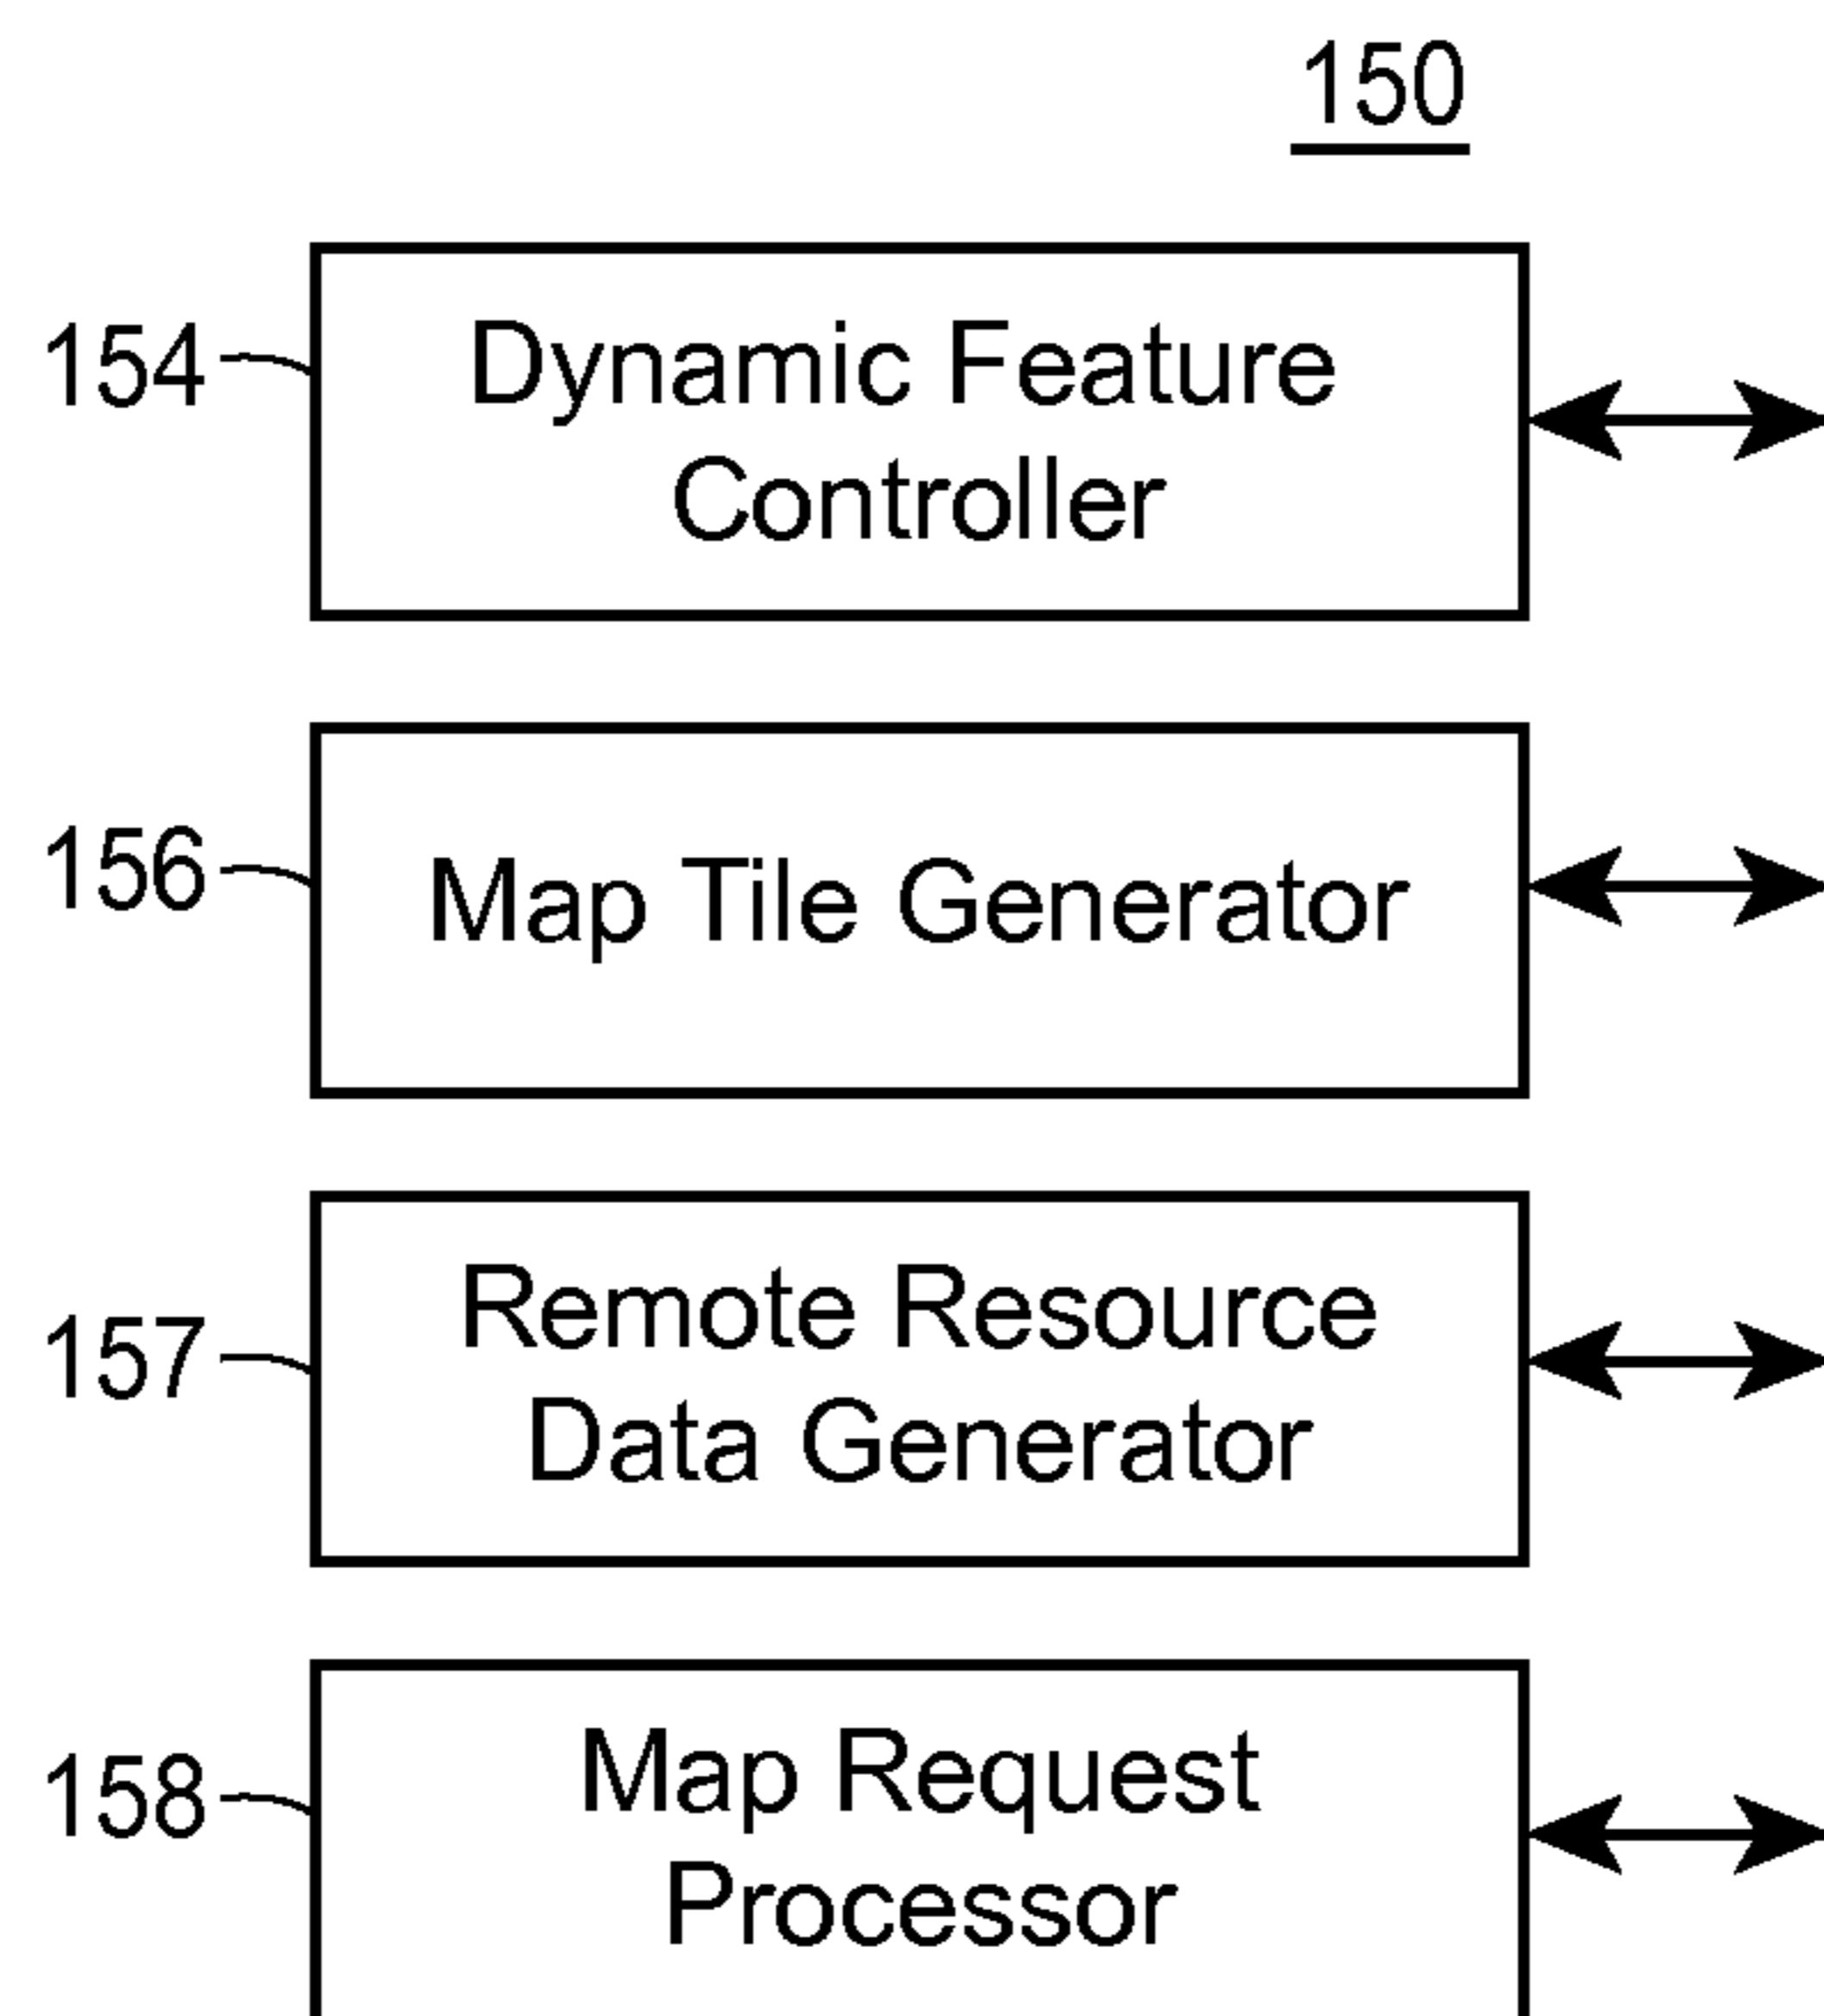 150
154
Dynamic Feature
Controller
156
Map Tile Generator
157
Remote Resource
Data Generator
158
Map Request
Processor